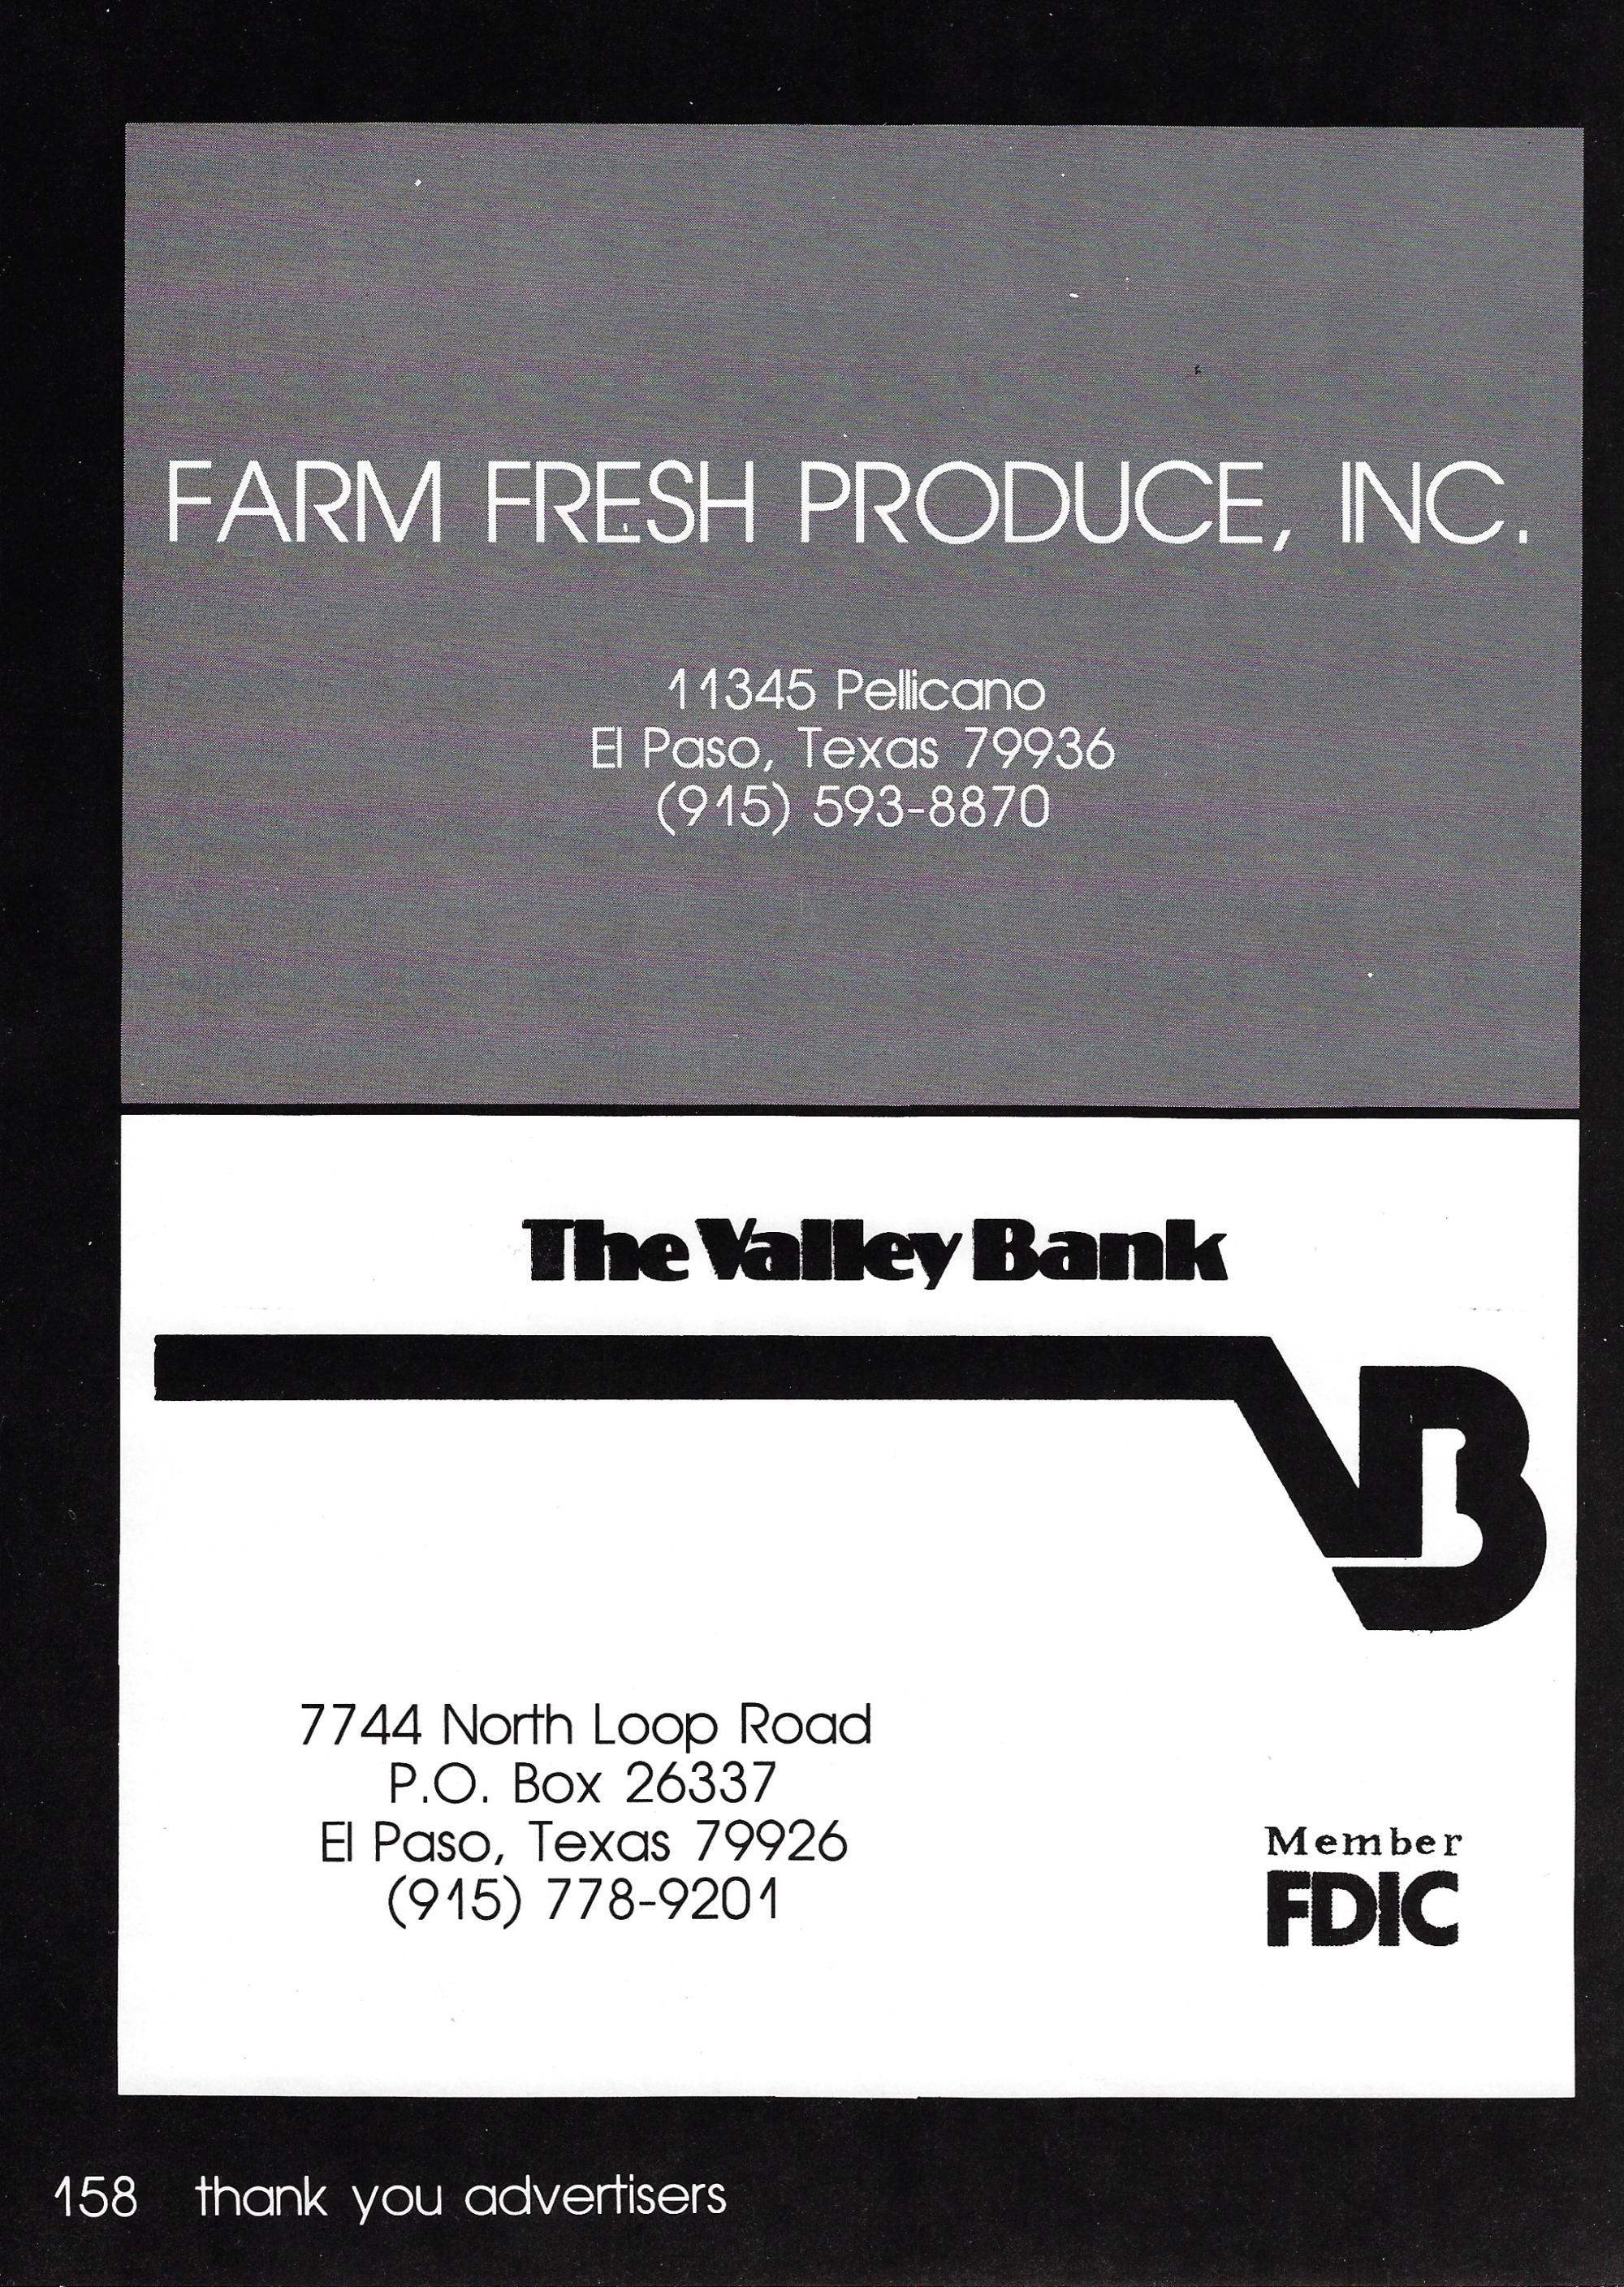 FARM FRESH PRODUCE, INC.
11345 Pellicano
El Paso, Texas 79936
(915) 593-8870
The Valley Bank
VB
7744 North Loop Road
P.O. Box 26337
El Paso, Texas 79926
(915) 778-9201
Member
FDIC
158 thank you advertisers